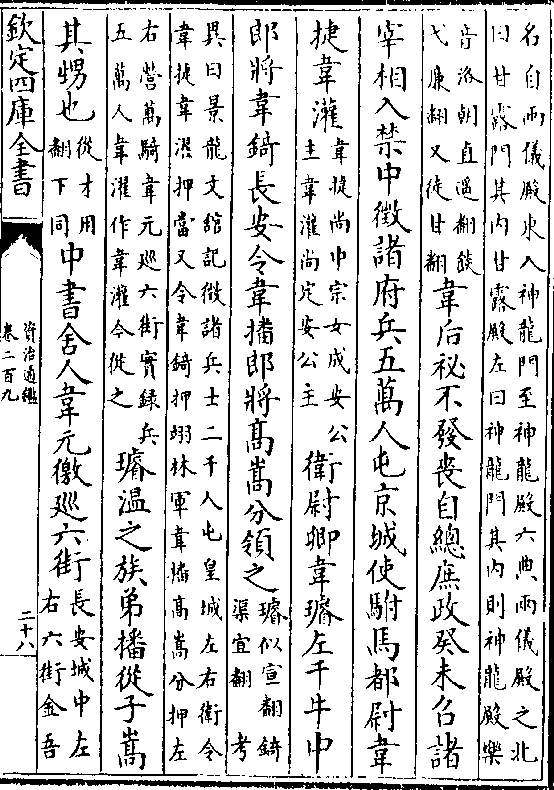 名自兩儀殿東入神龍門至神龍殿六典兩儀殿之北
曰甘露門其内甘露殿左曰神龍門其内則神龍殿樂
音洛朝直遥翻餤
弋廉翻又徒甘翻
韋后祕不發喪自總庶政癸未召諸
宰相入禁中徴諸府兵五萬人屯京城使駙馬都尉韋
捷韋灌
韋捷尚中宗女成安公
主韋灌尚定安公主
衛尉卿韋璿左千牛中
郎將韋錡長安令韋播郎將髙嵩分領之
璿似宣翻錡
渠宜翻 考
異曰景龍文舘記徴諸兵士二千人屯皇城左右衛令
韋捷韋濯押當又令韋錡押羽林軍韋播髙嵩分押左
右營萬騎韋元廵六街實録兵
五萬人韋濯作韋灌今從之
璿温之族弟播從子嵩
其甥也
從才用
翻下同
中書舍人韋元徼廵六街
長安城中左
右六街金吾
欽定四庫全書
資治通鑑
卷二百九
二十八